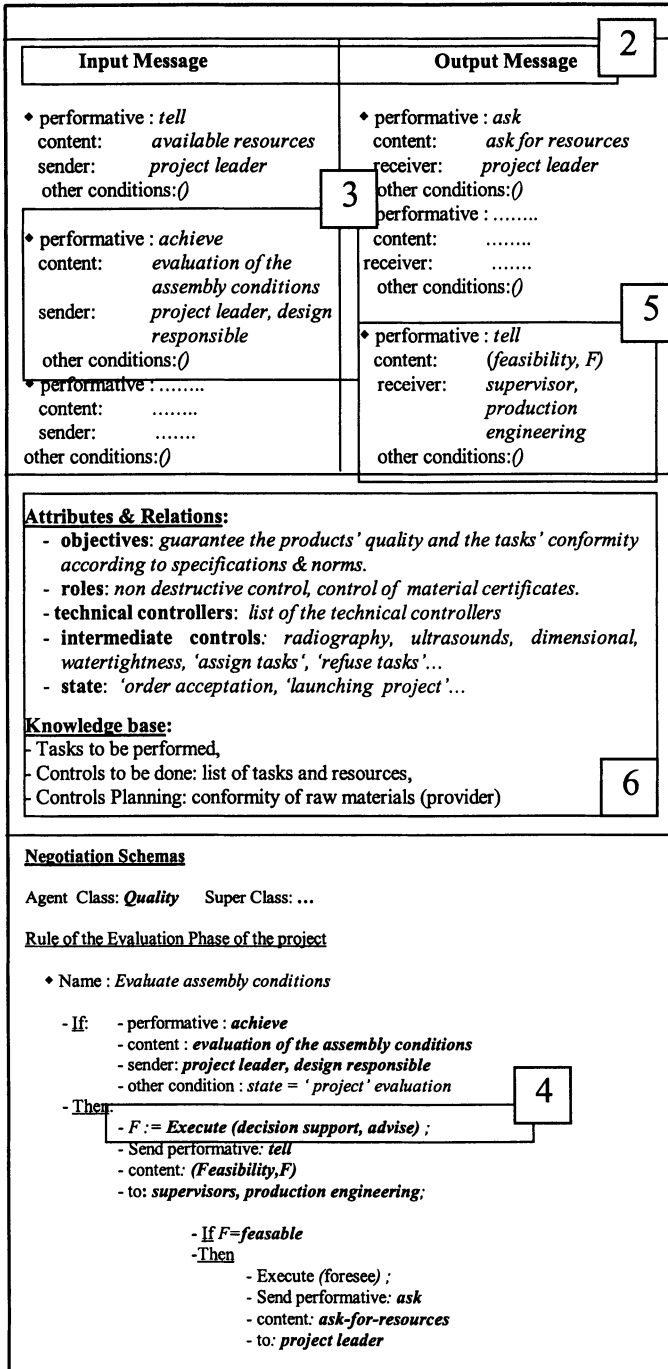 2
Input Message
Output Message
◆ performative : tell
content: available resources
sender: project leader
other conditions:()
3
◆ performative : achieve
content: evaluation of the
assembly conditions
sender: project leader, design
responsible
other conditions:()
◆ performative : ........
content: ........
sender: .......
other conditions:()
◆ performative : ask
content: ask for resources
receiver: project leader
other conditions:()
performative : ........
content: ........
receiver: .......
other conditions:()
5
◆ performative : tell
content: (feasibility, F)
receiver: supervisor,
production
engineering
other conditions:()
Attributes & Relations:
- objectives: guarantee the products' quality and the tasks' conformity
according to specifications & norms.
- roles: non destructive control, control of material certificates.
- technical controllers: list of the technical controllers
- intermediate controls: radiography, ultrasounds, dimensional,
watertightness, 'assign tasks', 'refuse tasks'...
- state: 'order acceptation, 'launching project'...
Knowledge base:
- Tasks to be performed,
- Controls to be done: list of tasks and resources,
- Controls Planning: conformity of raw materials (provider)
6
Negotiation Schemas
Agent Class: Quality Super Class: ...
Rule of the Evaluation Phase of the project
◆ Name : Evaluate assembly conditions
- If: - performative : achieve
- content : evaluation of the assembly conditions
- sender: project leader, design responsible
- other condition : state = ' project' evaluation
4
- Then:
- F := Execute (decision support, advise) ;
- Send performative: tell
- content: (Feasibility,F)
- to: supervisors, production engineering;
- If F=feasable
-Then
- Execute (foresee) ;
- Send performative: ask
- content: ask-for-resources
- to: project leader